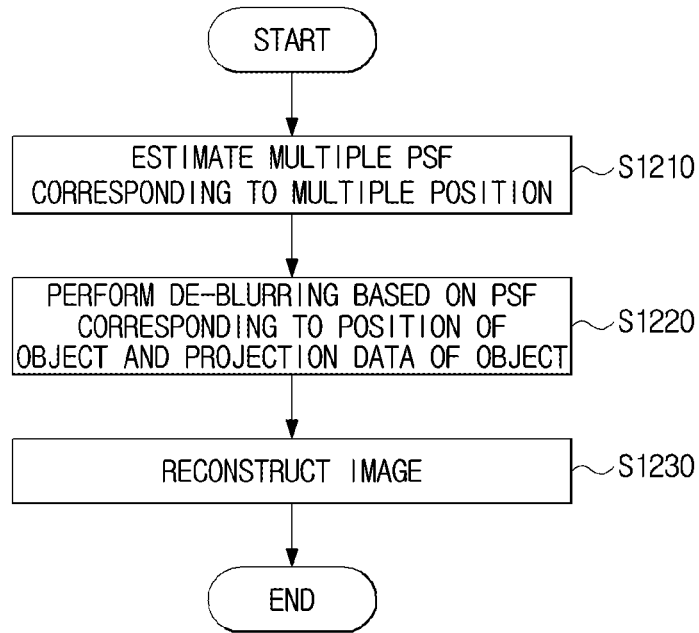 START
ESTIMATE MULTIPLE PSF
CORRESPONDING TO MULTIPLE POSITION
S1210
PERFORM DE-BLURRING BASED ON PSF
CORRESPONDING TO POSITION OF
OBJECT AND PROJECTION DATA OF OBJECT
S1220
RECONSTRUCT IMAGE
S1230
END